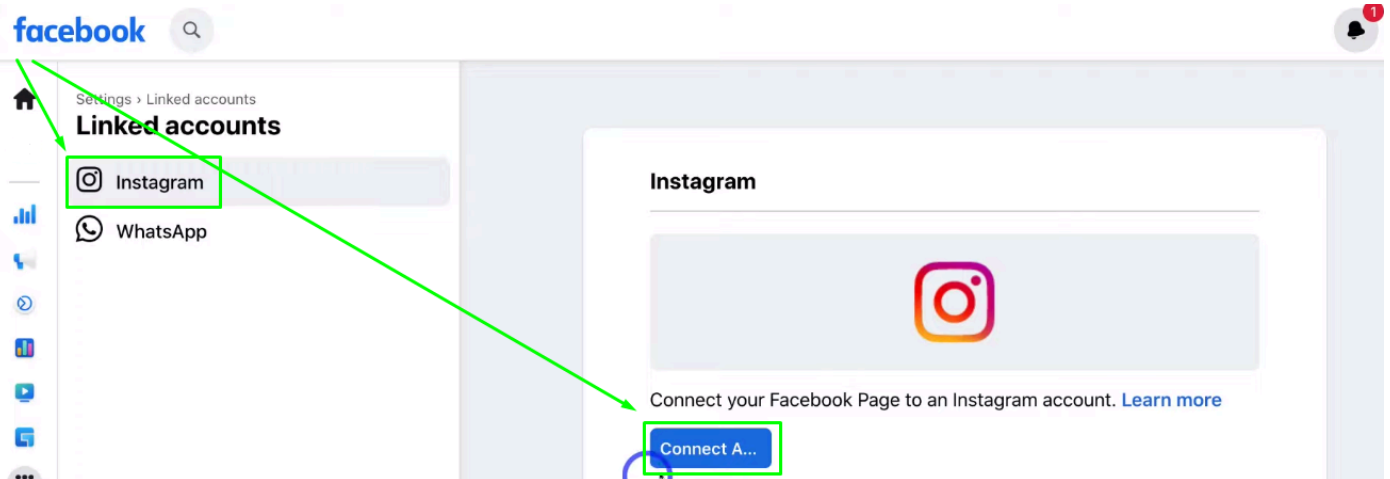 facebook
1
Settings › Linked accounts
Linked accounts
Instagram
WhatsApp
Instagram
Connect your Facebook Page to an Instagram account. Learn more
Connect A...